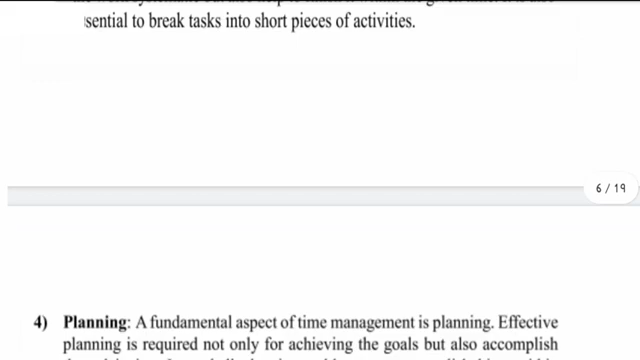 sential to break tasks into short pieces of activities.
6 / 19
4) Planning: A fundamental aspect of time management is planning. Effective
planning is required not only for achieving the goals but also accomplish